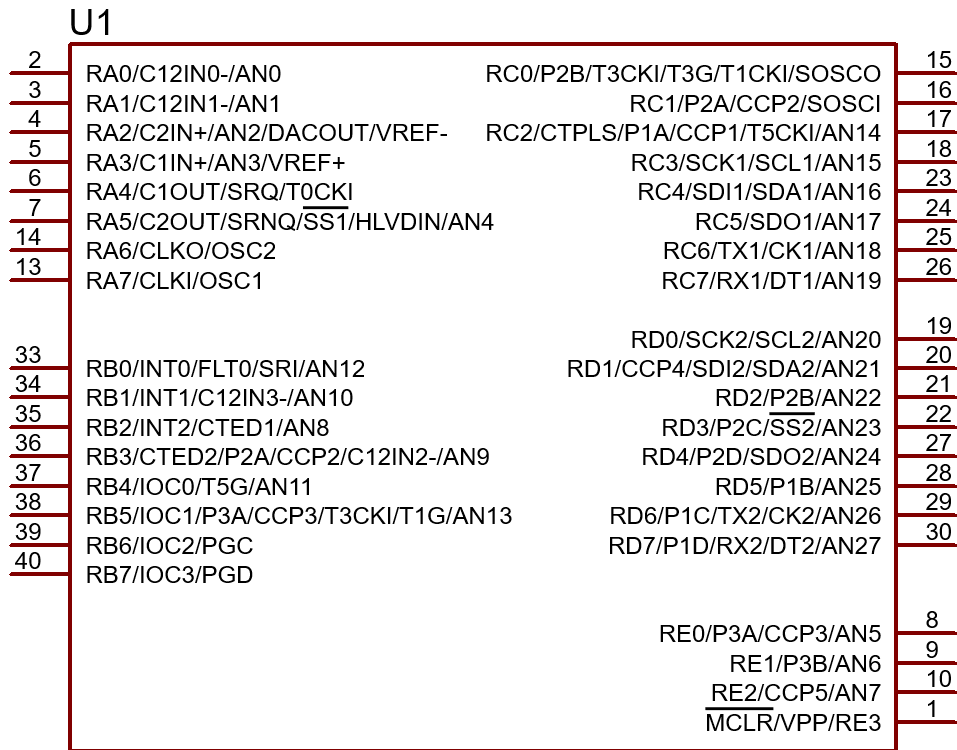 U1
2 RA0/C12IN0-/AN0 RC0/P2B/T3CKI/T3G/T1CKI/SOSCO 15
3 RA1/C12IN1-/AN1 RC1/P2A/CCP2/SOSCI 16
4 RA2/C2IN+/AN2/DACOUT/VREF- RC2/CTPLS/P1A/CCP1/T5CKI/AN14 17
5 RA3/C1IN+/AN3/VREF+ RC3/SCK1/SCL1/AN15 18
6 RA4/C1OUT/SRQ/T0CKI RC4/SDI1/SDA1/AN16 23
7 RA5/C2OUT/SRNQ/SS1/HLVDIN/AN4 RC5/SDO1/AN17 24
14 RA6/CLKO/OSC2 RC6/TX1/CK1/AN18 25
13 RA7/CLKI/OSC1 RC7/RX1/DT1/AN19 26
RD0/SCK2/SCL2/AN20 19
33 RB0/INT0/FLT0/SRI/AN12 RD1/CCP4/SDI2/SDA2/AN21 20
34 RB1/INT1/C12IN3-/AN10 RD2/P2B/AN22 21
35 RB2/INT2/CTED1/AN8 RD3/P2C/SS2/AN23 22
36 RB3/CTED2/P2A/CCP2/C12IN2-/AN9 RD4/P2D/SDO2/AN24 27
37 RB4/IOC0/T5G/AN11 RD5/P1B/AN25 28
38 RB5/IOC1/P3A/CCP3/T3CKI/T1G/AN13 RD6/P1C/TX2/CK2/AN26 29
39 RB6/IOC2/PGC RD7/P1D/RX2/DT2/AN27 30
40 RB7/IOC3/PGD
RE0/P3A/CCP3/AN5 8
RE1/P3B/AN6 9
RE2/CCP5/AN7 10
MCLR/VPP/RE3 1